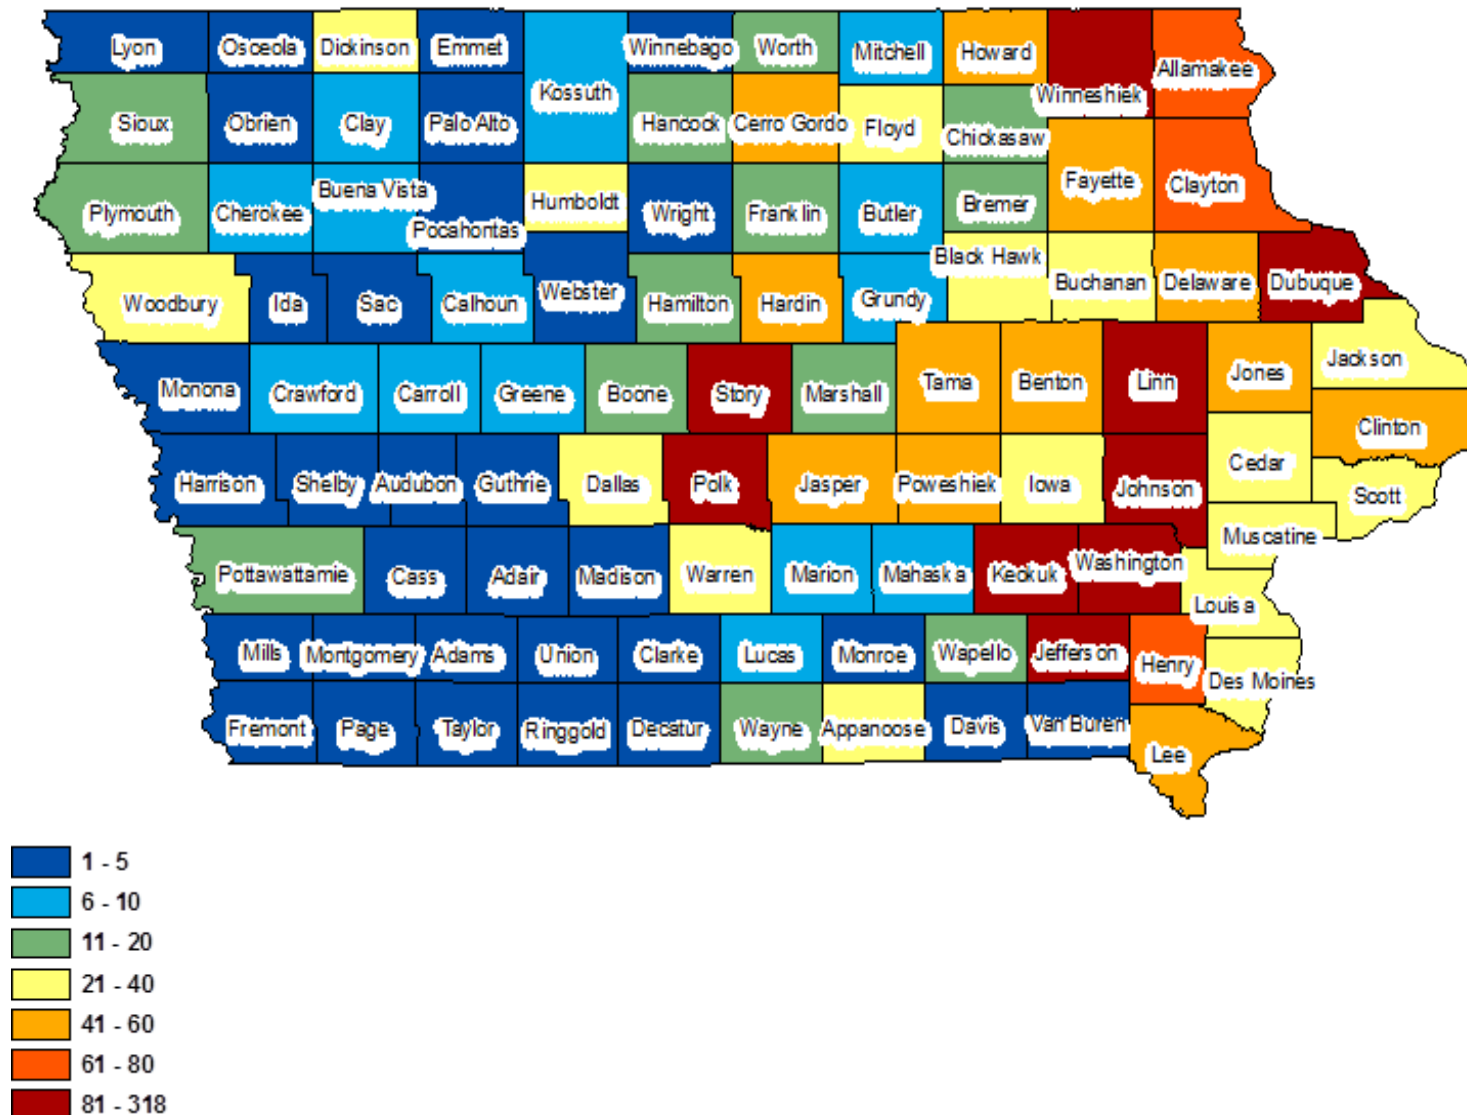 Lyon Osceola Dickinson Emmet Winnebago Worth Mitchell Howard
Kossuth Winneshiek Allamakee
Sioux Obrien Clay Palo Alto Hancock Cerro Gordo Floyd Chickasaw
Plymouth Cherokee Buena Vista Pocahontas Humboldt Wright Franklin Butler Bremer Fayette Clayton
Woodbury Ida Sac Calhoun Webster Hamilton Hardin Grundy Black Hawk Buchanan Delaware Dubuque
Monona Crawford Carroll Greene Boone Story Marshall Tama Benton Linn Jones Jackson
Clinton
Harrison Shelby Audubon Guthrie Dallas Polk Jasper Poweshiek Iowa Johnson Cedar Scott
Muscatine
Pottawattamie Cass Adair Madison Warren Marion Mahaska Keokuk Washington
Louisa
Mills Montgomery Adams Union Clarke Lucas Monroe Wapello Jefferson Henry Des Moines
Fremont Page Taylor Ringgold Decatur Wayne Appanoose Davis Van Buren Lee
1 - 5
6 - 10
11 - 20
21 - 40
41 - 60
61 - 80
81 - 318